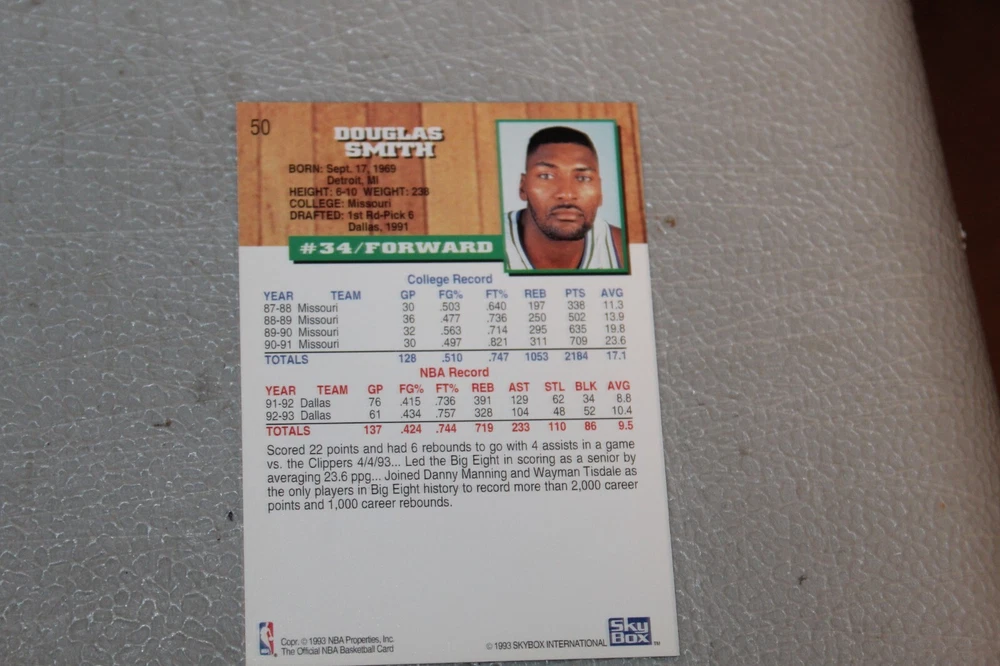 50
DOUGLAS
SMITH
BORN: Sept. 17, 1969
Detroit, MI
HEIGHT: 6-10 WEIGHT: 238
COLLEGE: Missouri
DRAFTED: 1st Rd-Pick 6
Dallas, 1991
#34/FORWARD
College Record
YEAR TEAM GP FG% FT% REB PTS AVG
87-88 Missouri 30 .503 .640 197 338 11.3
88-89 Missouri 36 .477 .736 250 502 13.9
89-90 Missouri 32 .563 .714 295 635 19.8
90-91 Missouri 30 .497 .821 311 709 23.6
TOTALS 128 .510 .747 1053 2184 17.1
NBA Record
YEAR TEAM GP FG% FT% REB AST STL BLK AVG
91-92 Dallas 76 .415 .736 391 129 62 34 8.8
92-93 Dallas 61 .434 .757 328 104 48 52 10.4
TOTALS 137 .424 .744 719 233 110 86 9.5
Scored 22 points and had 6 rebounds to go with 4 assists in a game
vs. the Clippers 4/4/93... Led the Big Eight in scoring as a senior by
averaging 23.6 ppg... Joined Danny Manning and Wayman Tisdale as
the only players in Big Eight history to record more than 2,000 career
points and 1,000 career rebounds.
Copr. © 1993 NBA Properties, Inc.
The Official NBA Basketball Card
© 1993 SKYBOX INTERNATIONAL
Sky
Box™